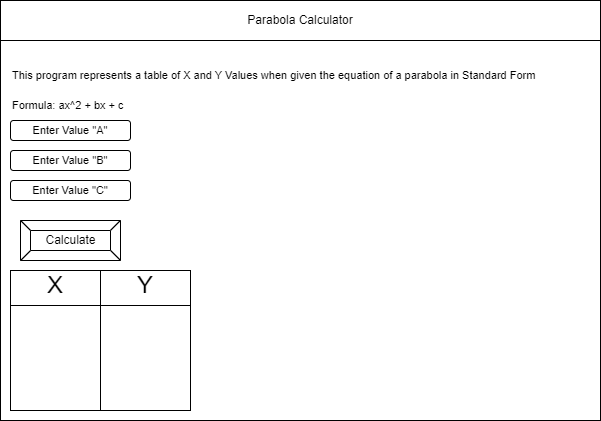 Parabola Calculator
This program represents a table of X and Y Values when given the equation of a parabola in Standard Form
Formula: ax^2 + bx + c
Enter Value "A"
Enter Value "B"
Enter Value "C"
Calculate
X Y